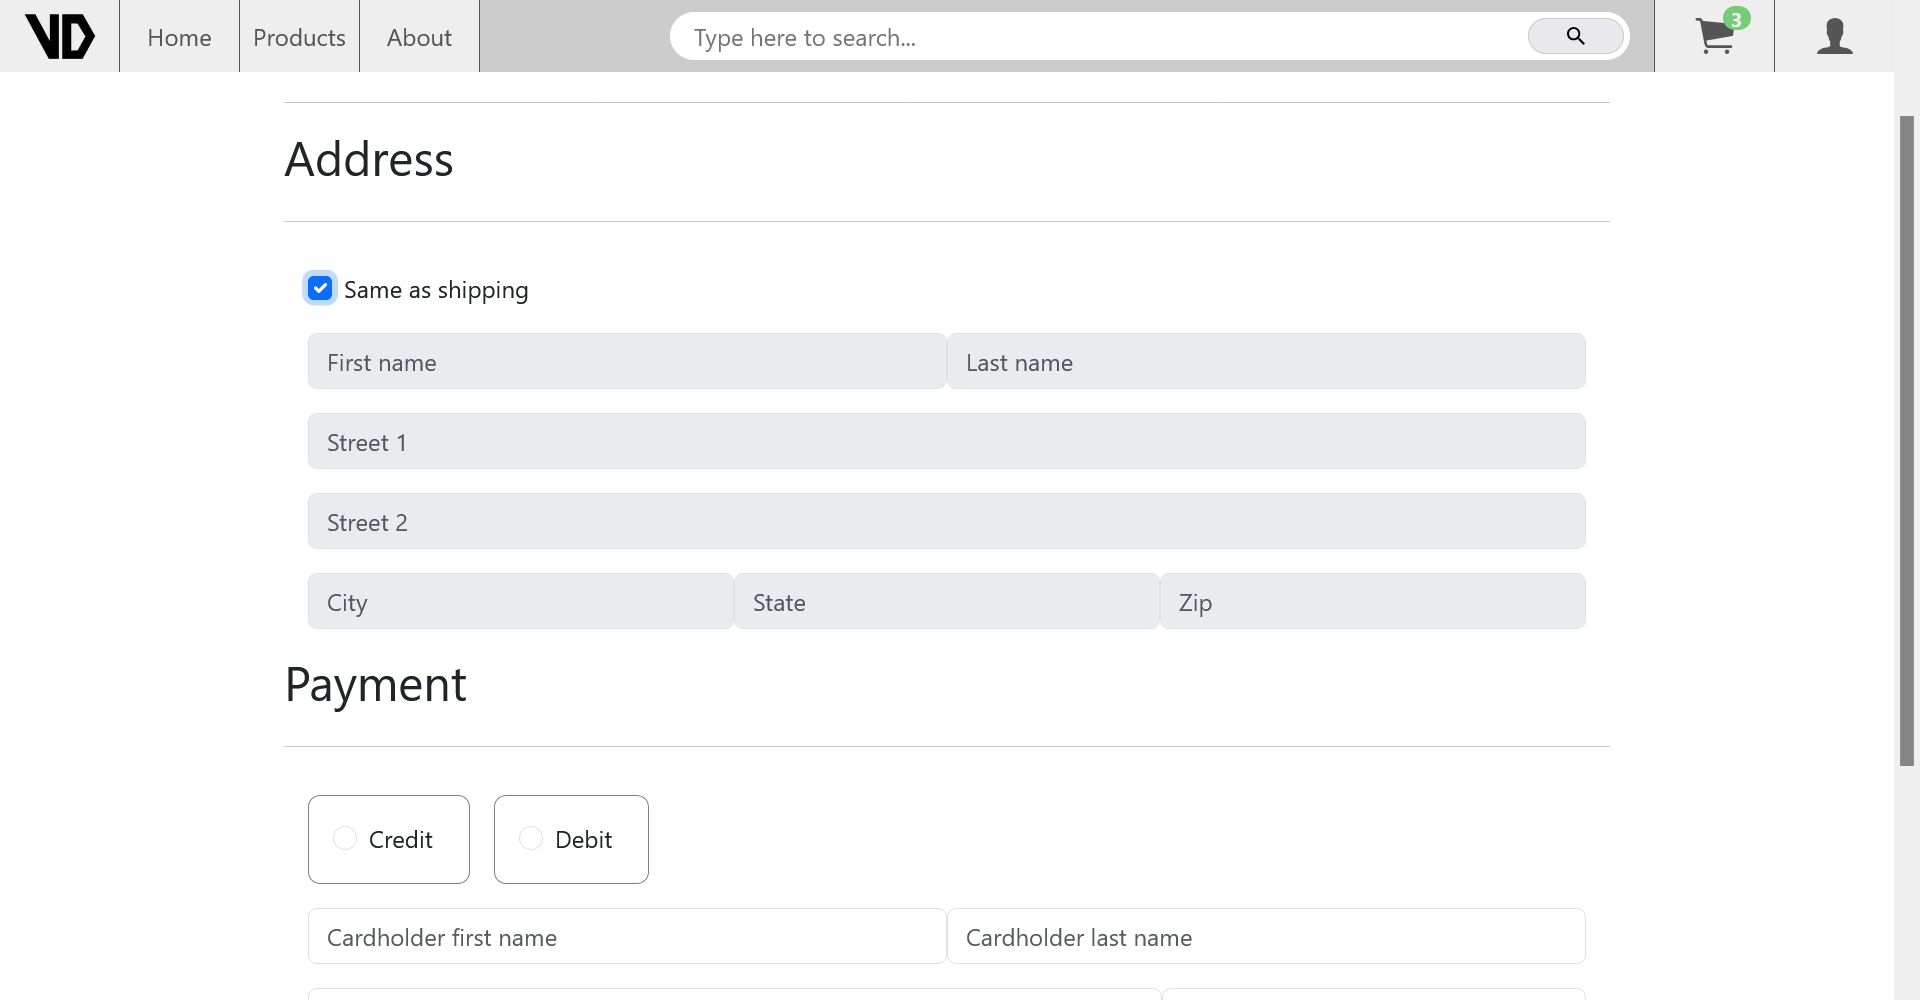 VD Home Products About Type here to search... 3
Address
Same as shipping
First name Last name
Street 1
Street 2
City State Zip
Payment
Credit Debit
Cardholder first name Cardholder last name